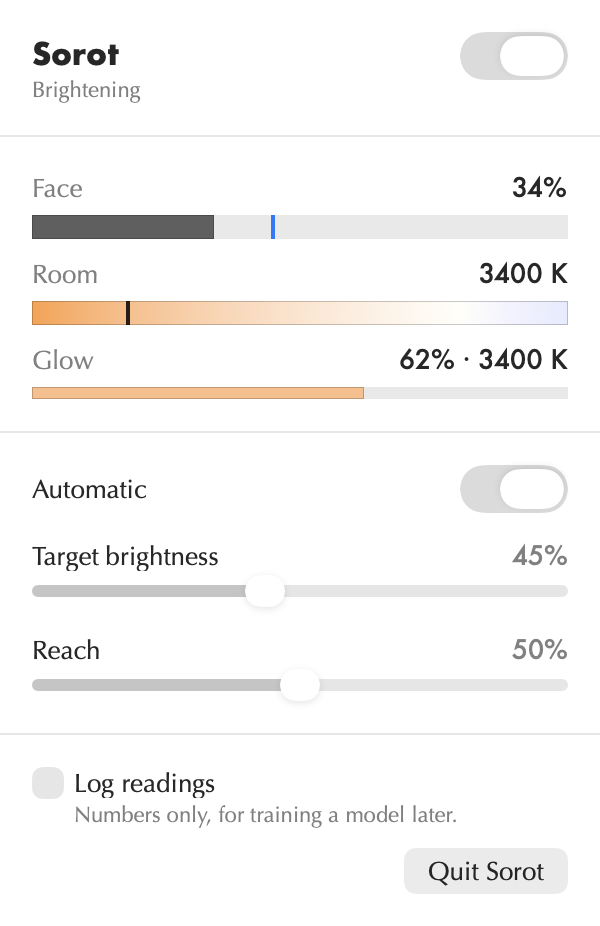 Sorot
Brightening
Face 34%
Room 3400 K
Glow 62% · 3400 K
Automatic
Target brightness 45%
Reach 50%
Log readings
Numbers only, for training a model later.
Quit Sorot